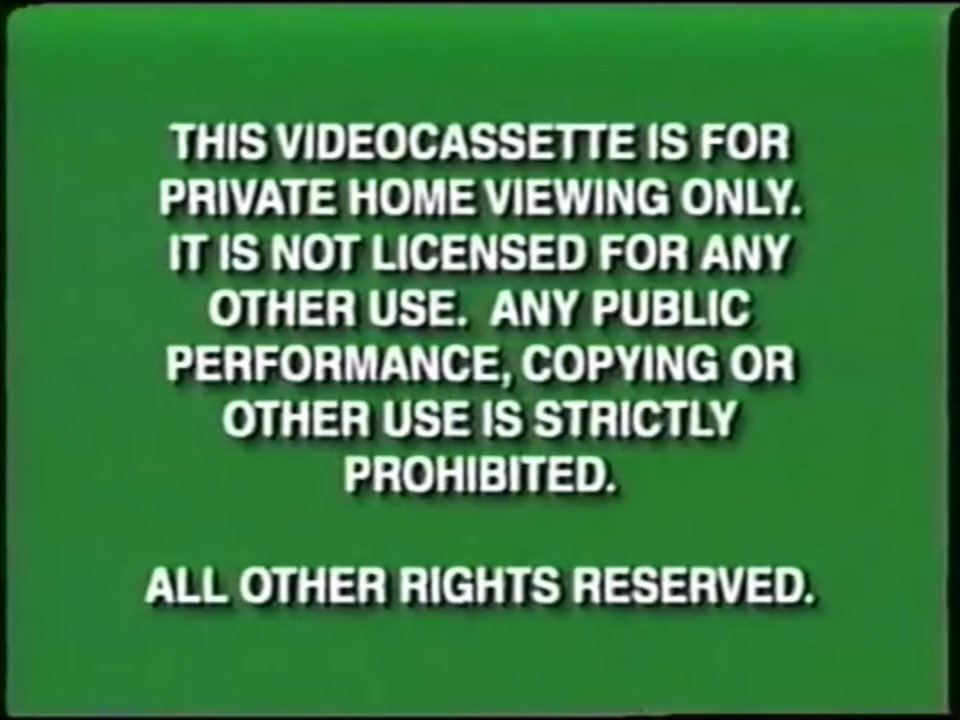 THIS VIDEOCASSETTE IS FOR
PRIVATE HOME VIEWING ONLY.
IT IS NOT LICENSED FOR ANY
OTHER USE.  ANY PUBLIC
PERFORMANCE, COPYING OR
OTHER USE IS STRICTLY
PROHIBITED.
ALL OTHER RIGHTS RESERVED.